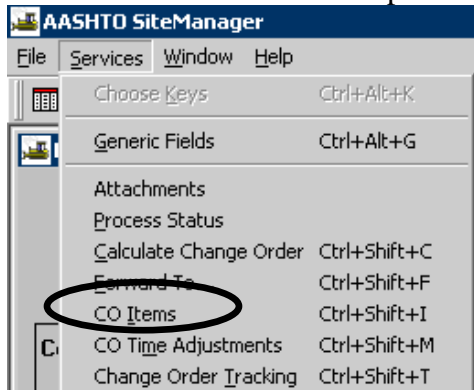 AASHTO SiteManager
File Services Window Help
Choose Keys Ctrl+Alt+K
Generic Fields Ctrl+Alt+G
Attachments
Process Status
Calculate Change Order Ctrl+Shift+C
Forward To Ctrl+Shift+F
CO Items Ctrl+Shift+I
CO Time Adjustments Ctrl+Shift+M
Change Order Tracking Ctrl+Shift+T